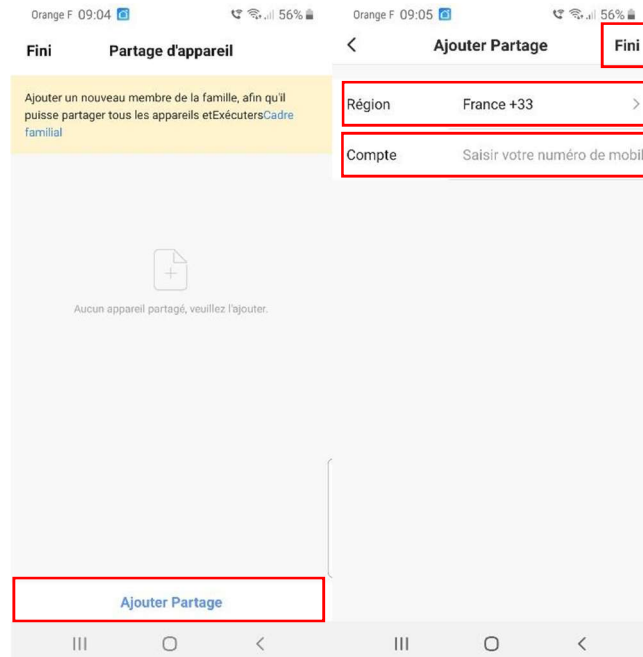 Orange F 09:04
56%
Fini
Partage d'appareil
Ajouter un nouveau membre de la famille, afin qu'il
puisse partager tous les appareils etExécutersCadre
familial
Aucun appareil partagé, veuillez l'ajouter.
Ajouter Partage
Orange F 09:05
56%
Ajouter Partage
Fini
Région
France +33
Compte
Saisir votre numéro de mobil